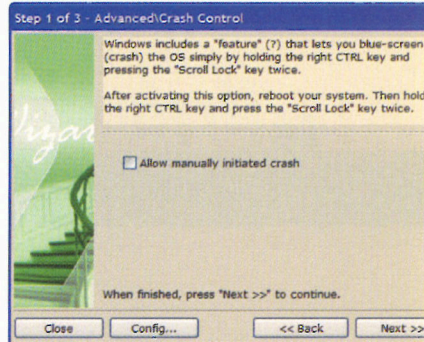 Step 1 of 3 - Advanced\Crash Control
Windows includes a "feature" (?) that lets you blue-screen
(crash) the OS simply by holding the right CTRL key and
pressing the "Scroll Lock" key twice.
After activating this option, reboot your system. Then hold
the right CTRL key and press the "Scroll Lock" key twice.
Wizar
Allow manually initiated crash
When finished, press "Next >>" to continue.
Close
Config...
<< Back
Next >>